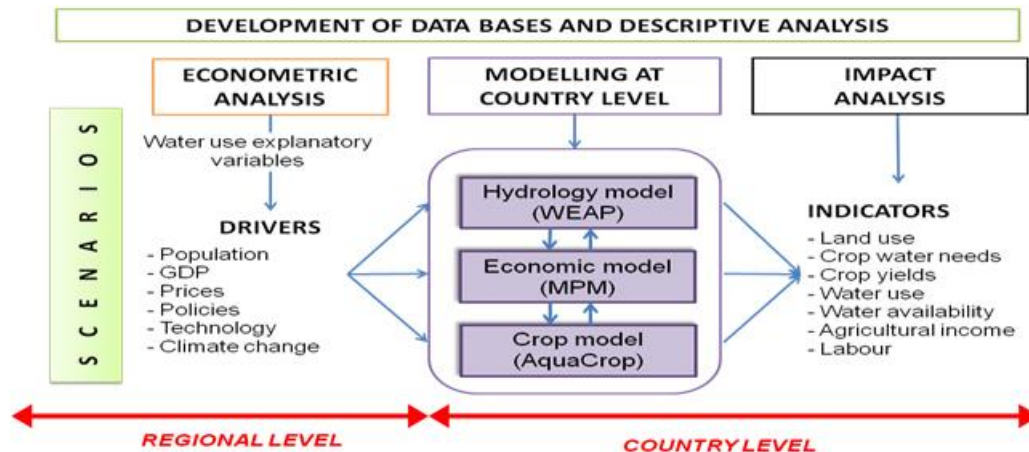 DEVELOPMENT OF DATA BASES AND DESCRIPTIVE ANALYSIS
SCENARIOS
ECONOMETRIC
ANALYSIS
Water use explanatory
variables
DRIVERS
- Population
- GDP
- Prices
- Policies
- Technology
- Climate change
MODELLING AT
COUNTRY LEVEL
Hydrology model
(WEAP)
Economic model
(MPM)
Crop model
(AquaCrop)
IMPACT
ANALYSIS
INDICATORS
- Land use
- Crop water needs
- Crop yields
- Water use
- Water availability
- Agricultural income
- Labour
REGIONAL LEVEL
COUNTRY LEVEL